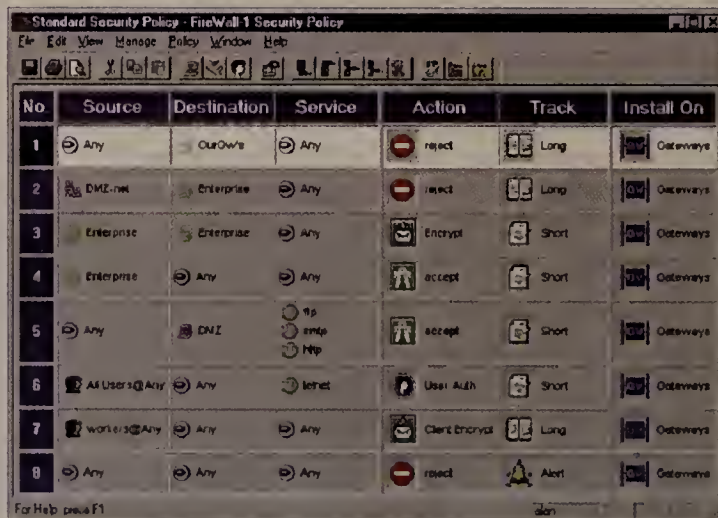 Standard Security Policy - FireWall-1 Security Policy
File Edit View Manage Policy Window Help
No. Source Destination Service Action Track Install On
1 Any reject Long Gateways
2 DMZ-net Enterprise Any reject Long Gateways
3 Enterprise Enterprise Any Encrypt Short Gateways
4 Enterprise Any Any accept Short Gateways
5 Any DMZ ftp smtp http accept Short Gateways
6 All Users@Any Any telnet User Auth Short Gateways
7 workers@Any Any Any Client Encrypt Long Gateways
8 Any Any Any reject Alert Gateways
For Help, press F1